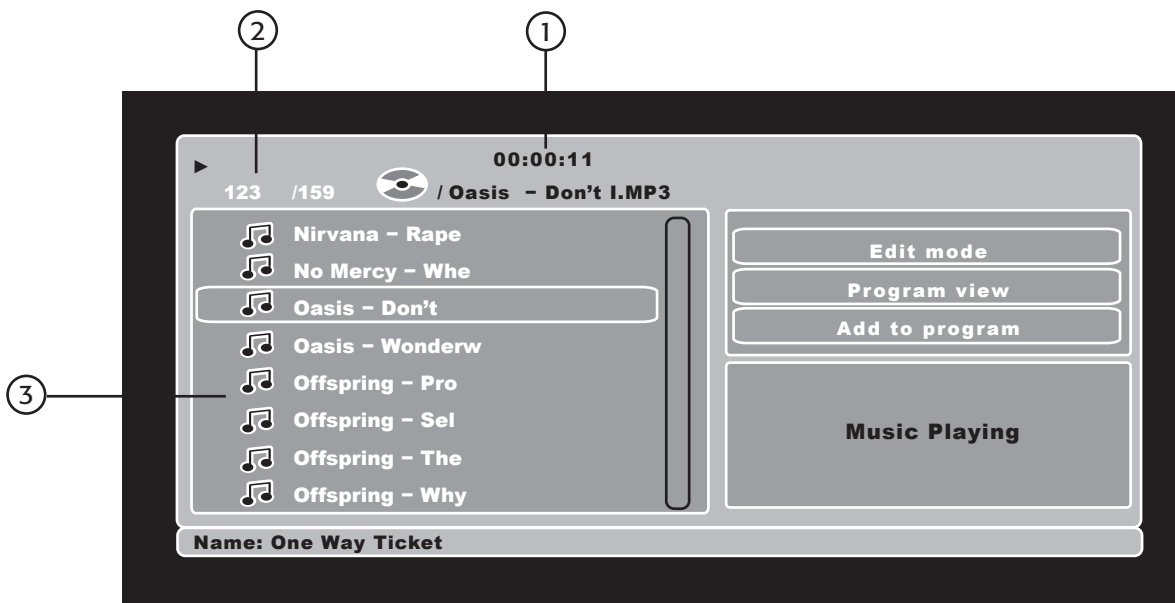 2 1
00:00:11
123 /159 / Oasis – Don't I.MP3
Nirvana – Rape
No Mercy – Whe
Oasis – Don't
Oasis – Wonderw
3
Offspring – Pro
Offspring – Sel
Offspring – The
Offspring – Why
Edit mode
Program view
Add to program
Music Playing
Name: One Way Ticket